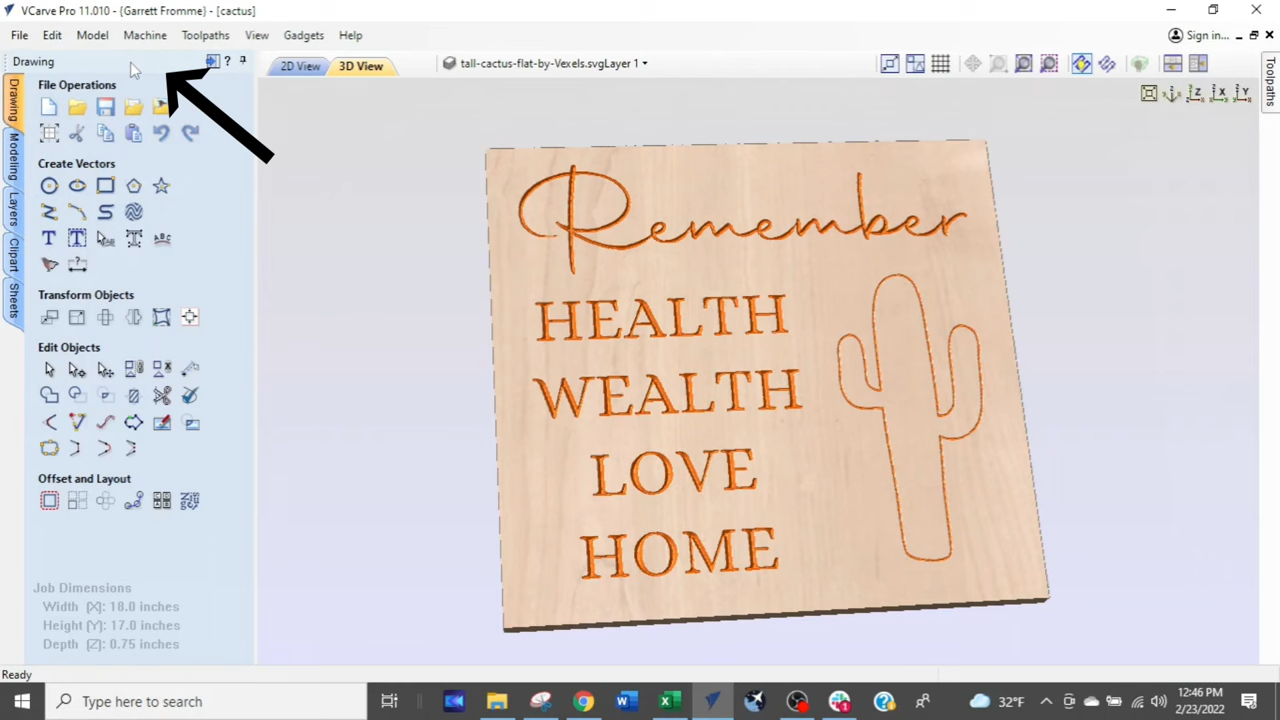 VCarve Pro 11.010 - {Garrett Fromme} - [cactus]
File Edit Model Machine Toolpaths View Gadgets Help
Sign in...
Drawing
2D View
3D View
tall-cactus-flat-by-Vexels.svgLayer 1
File Operations
Create Vectors
Transform Objects
Edit Objects
Offset and Layout
Job Dimensions
Width (X): 18.0 inches
Height (Y): 17.0 inches
Depth (Z): 0.75 inches
Drawing
Modeling
Layers
Clipart
Sheets
Toolpaths
Z
X
Y
Remember
HEALTH
WEALTH
LOVE
HOME
Ready
Type here to search
32°F
12:46 PM
2/23/2022